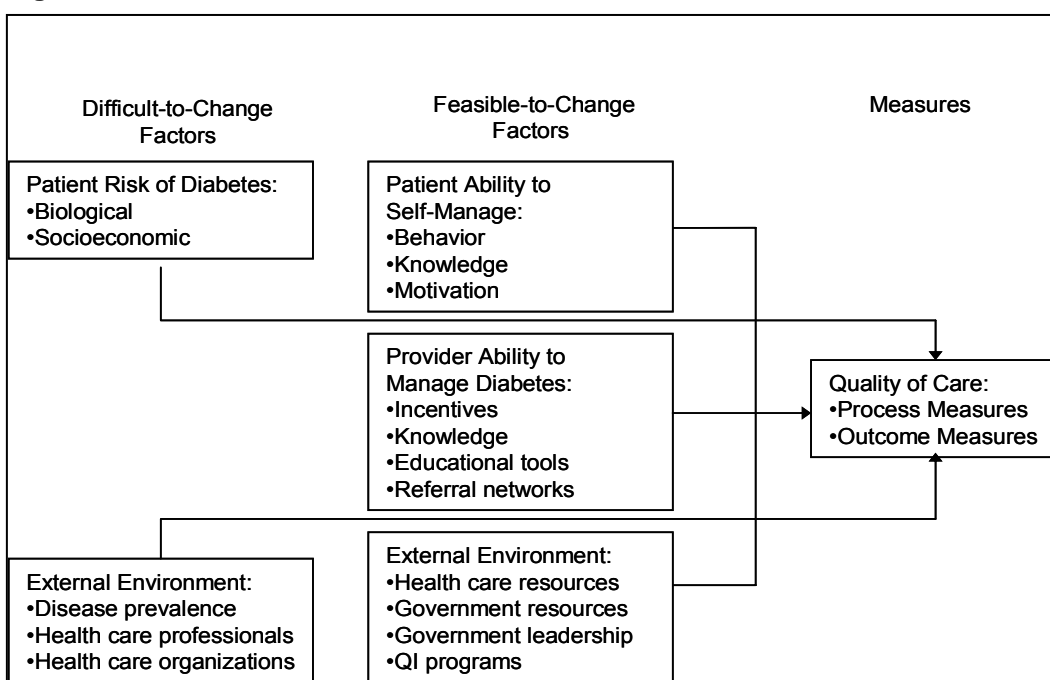 Difficult-to-Change
Factors
Feasible-to-Change
Factors
Measures
Patient Risk of Diabetes:
•Biological
•Socioeconomic
Patient Ability to
Self-Manage:
•Behavior
•Knowledge
•Motivation
Provider Ability to
Manage Diabetes:
•Incentives
•Knowledge
•Educational tools
•Referral networks
Quality of Care:
•Process Measures
•Outcome Measures
External Environment:
•Disease prevalence
•Health care professionals
•Health care organizations
External Environment:
•Health care resources
•Government resources
•Government leadership
•QI programs